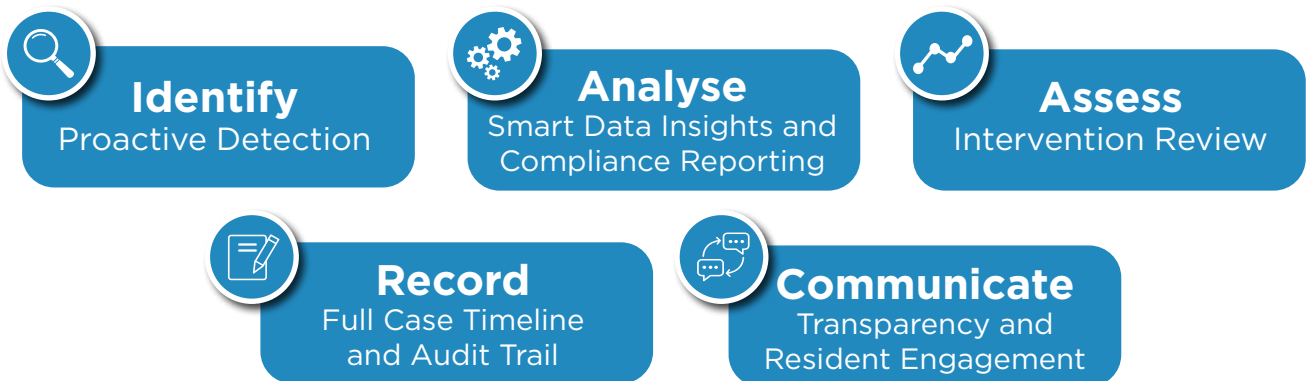 Identify
Proactive Detection
Analyse
Smart Data Insights and
Compliance Reporting
Assess
Intervention Review
Record
Full Case Timeline
and Audit Trail
Communicate
Transparency and
Resident Engagement